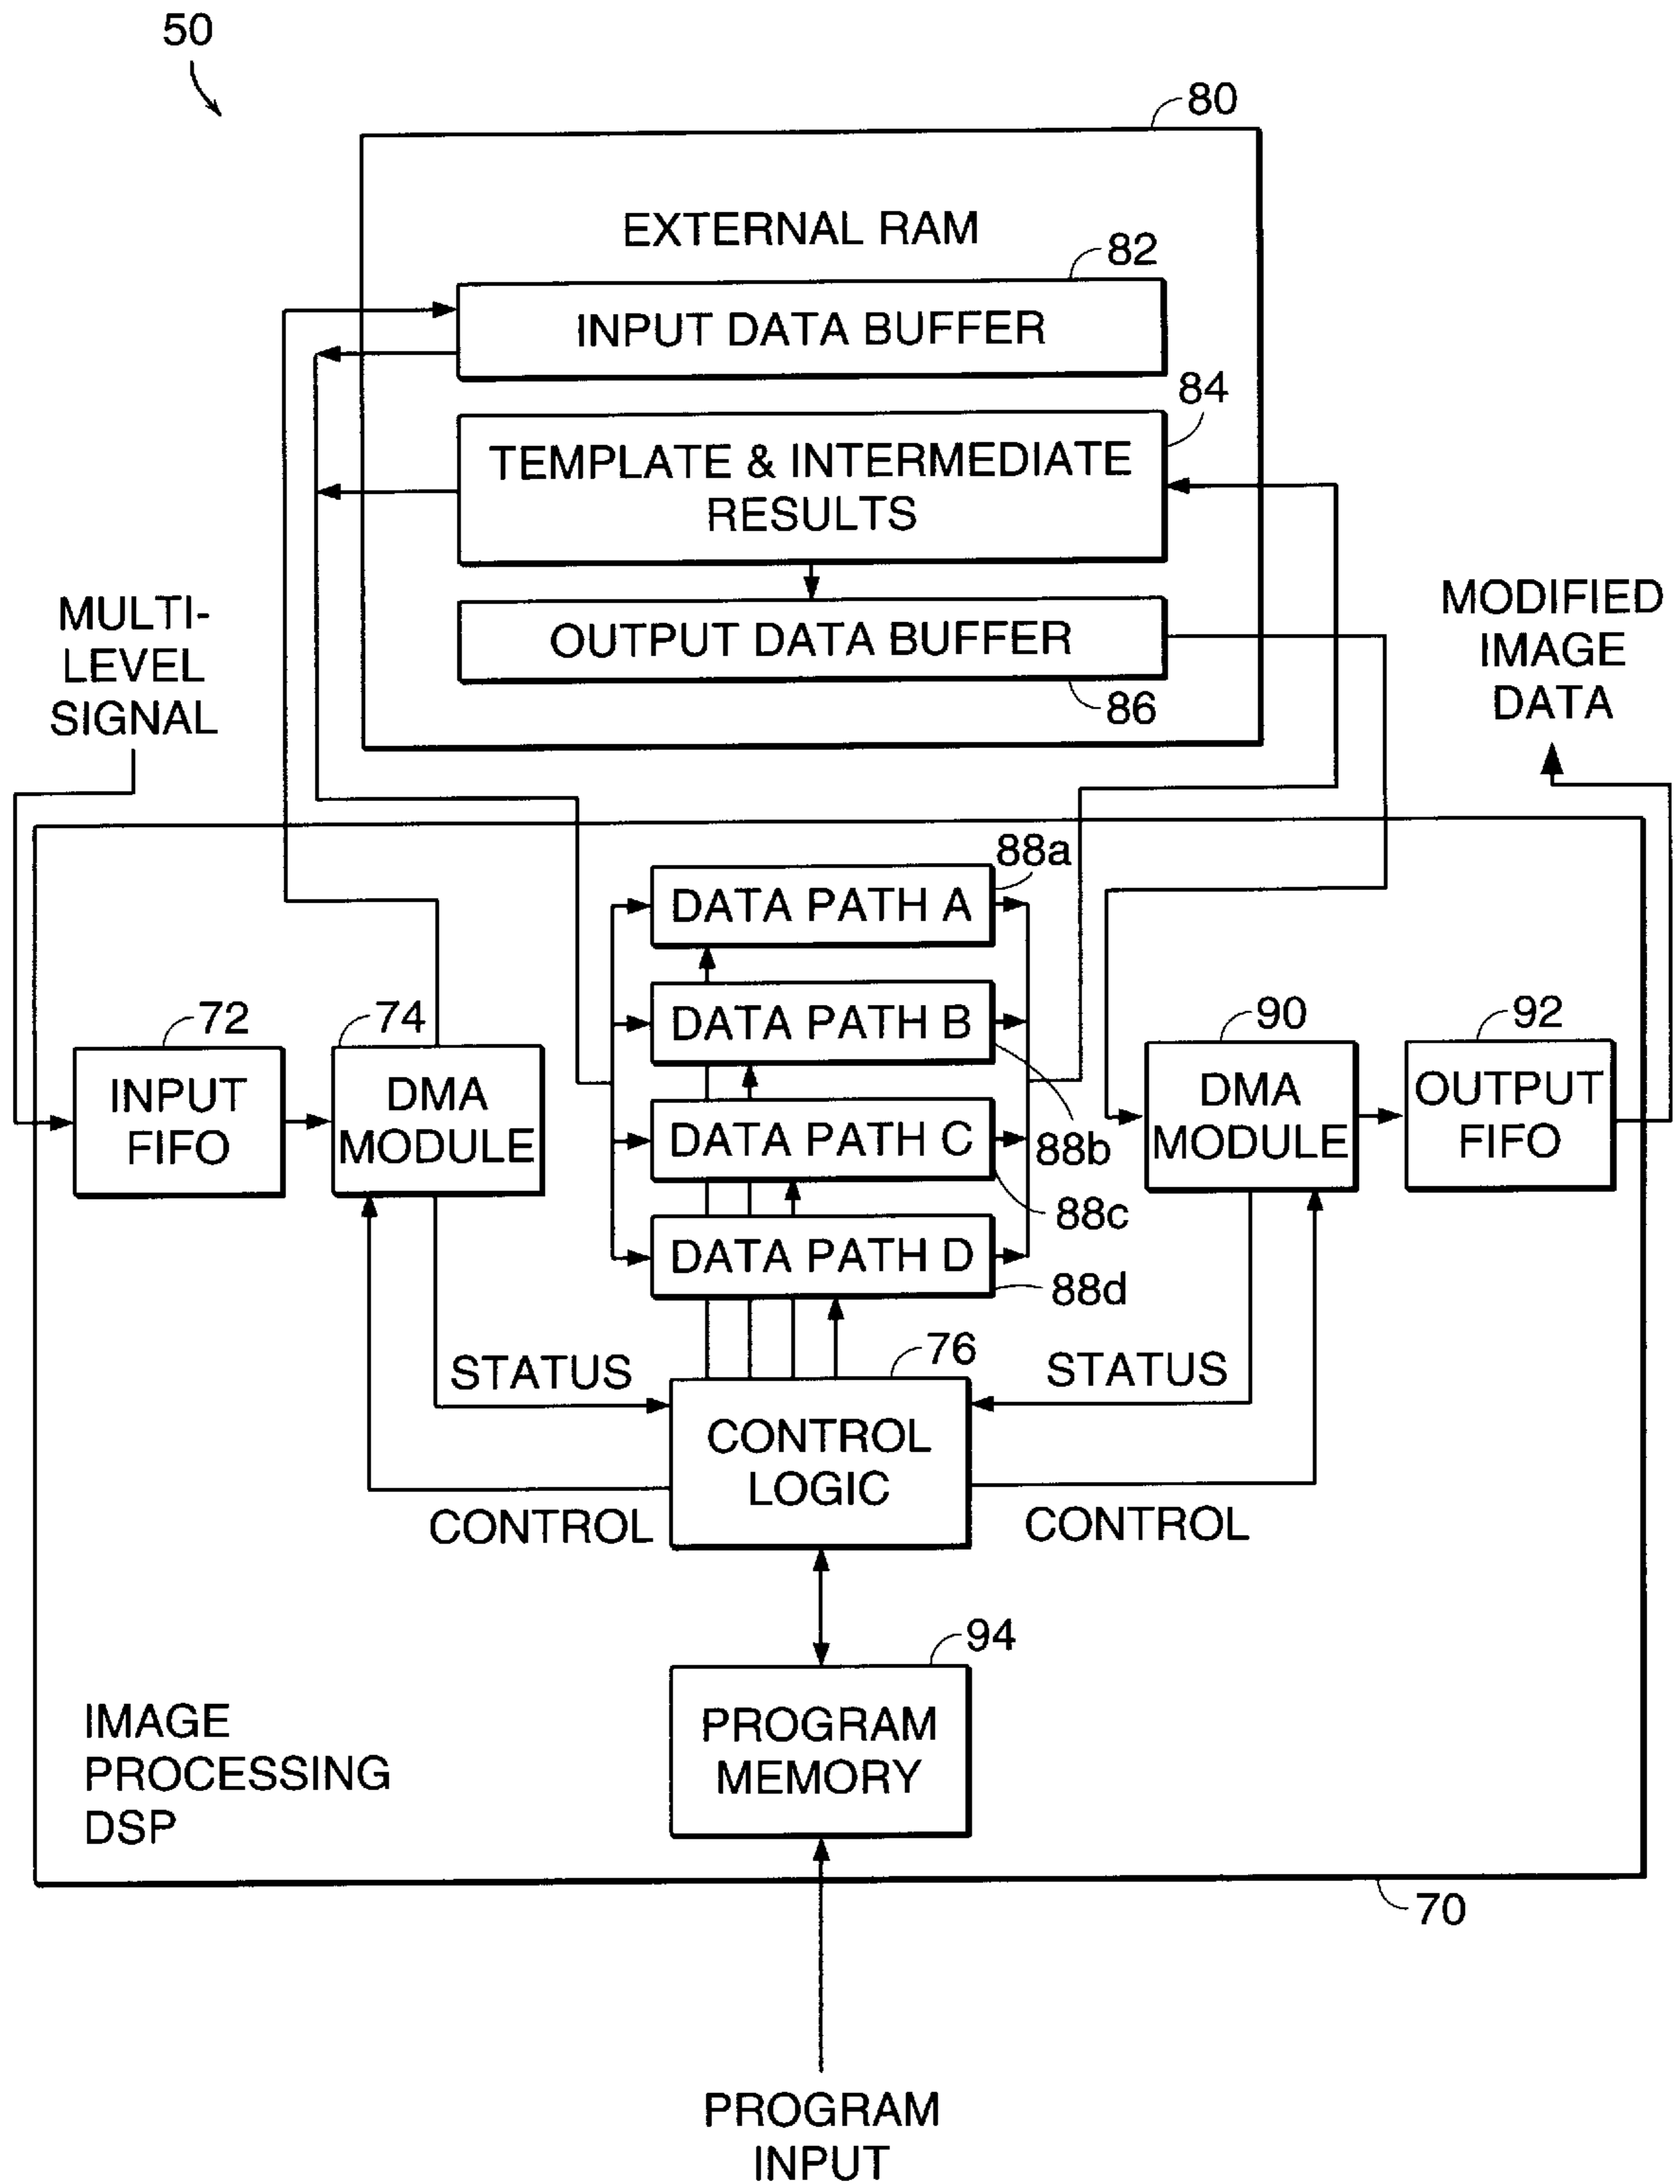 50
80
EXTERNAL RAM
82
INPUT DATA BUFFER
84
TEMPLATE & INTERMEDIATE
RESULTS
OUTPUT DATA BUFFER
86
MULTI-
LEVEL
SIGNAL
MODIFIED
IMAGE
DATA
88a
DATA PATH A
DATA PATH B
88b
DATA PATH C
88c
DATA PATH D
88d
72
INPUT
FIFO
74
DMA
MODULE
90
DMA
MODULE
92
OUTPUT
FIFO
STATUS
76
STATUS
CONTROL
LOGIC
CONTROL
CONTROL
94
PROGRAM
MEMORY
IMAGE
PROCESSING
DSP
70
PROGRAM
INPUT